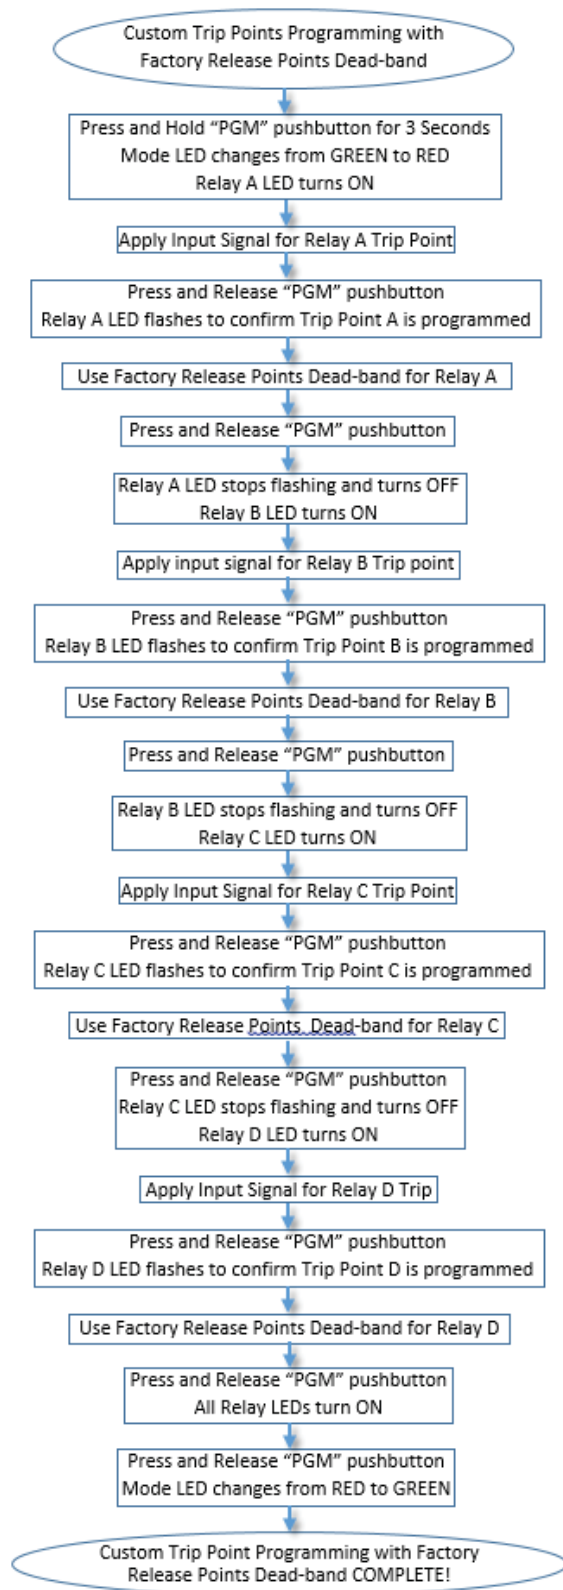 Custom Trip Points Programming with
Factory Release Points Dead-band
Press and Hold “PGM” pushbutton for 3 Seconds
Mode LED changes from GREEN to RED
Relay A LED turns ON
Apply Input Signal for Relay A Trip Point
Press and Release “PGM” pushbutton
Relay A LED flashes to confirm Trip Point A is programmed
Use Factory Release Points Dead-band for Relay A
Press and Release “PGM” pushbutton
Relay A LED stops flashing and turns OFF
Relay B LED turns ON
Apply input signal for Relay B Trip point
Press and Release “PGM” pushbutton
Relay B LED flashes to confirm Trip Point B is programmed
Use Factory Release Points Dead-band for Relay B
Press and Release “PGM” pushbutton
Relay B LED stops flashing and turns OFF
Relay C LED turns ON
Apply Input Signal for Relay C Trip Point
Press and Release “PGM” pushbutton
Relay C LED flashes to confirm Trip Point C is programmed
Use Factory Release Points Dead-band for Relay C
Press and Release “PGM” pushbutton
Relay C LED stops flashing and turns OFF
Relay D LED turns ON
Apply Input Signal for Relay D Trip
Press and Release “PGM” pushbutton
Relay D LED flashes to confirm Trip Point D is programmed
Use Factory Release Points Dead-band for Relay D
Press and Release “PGM” pushbutton
All Relay LEDs turn ON
Press and Release “PGM” pushbutton
Mode LED changes from RED to GREEN
Custom Trip Point Programming with Factory
Release Points Dead-band COMPLETE!